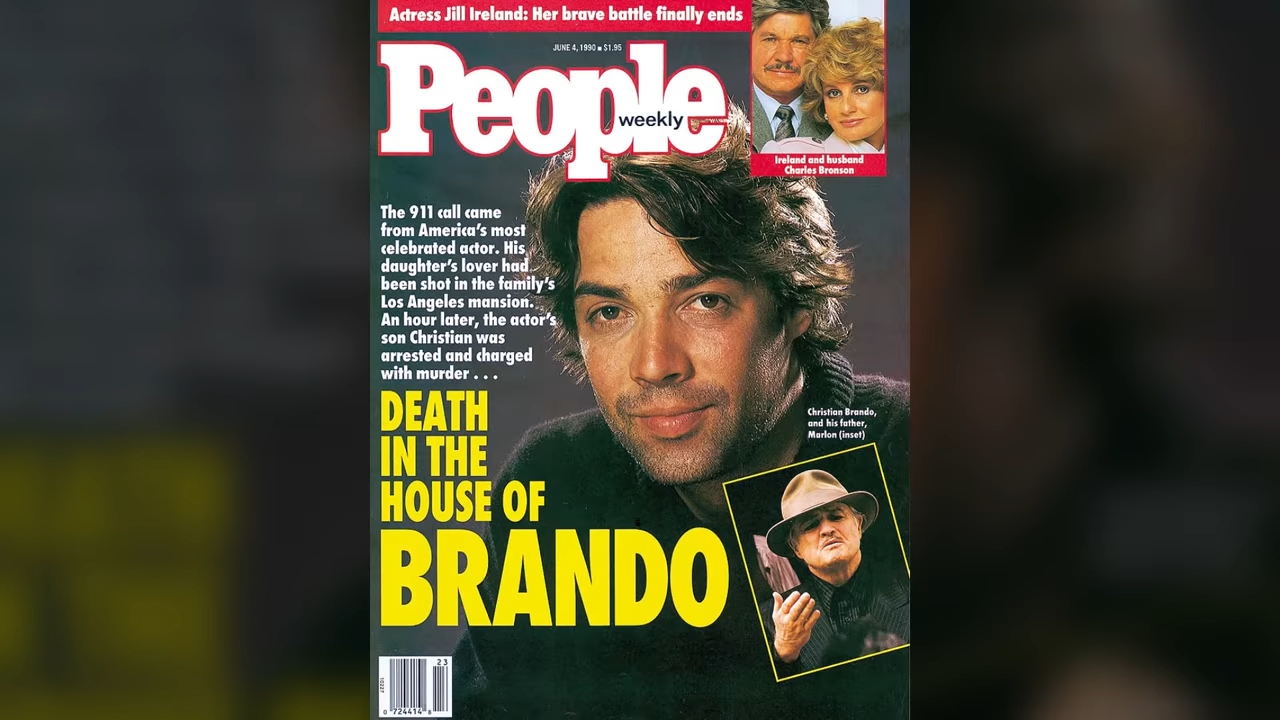 Actress Jill Ireland: Her brave battle finally ends
JUNE 4, 1990 ■ $1.95
People
weekly
Ireland and husband
Charles Bronson
The 911 call came
from America's most
celebrated actor. His
daughter's lover had
been shot in the family's
Los Angeles mansion.
An hour later, the actor's
son Christian was
arrested and charged
with murder . . .
DEATH
IN THE
HOUSE OF
BRANDO
Christian Brando,
and his father,
Marlon (inset)
23
0 724414 8